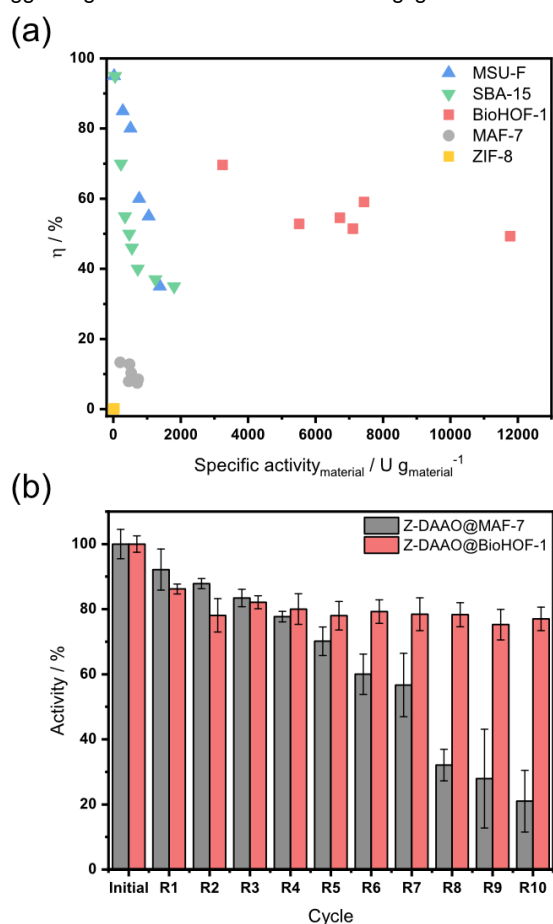 (a)
100
80
60
40
20
0
η / %
MSU-F
SBA-15
BioHOF-1
MAF-7
ZIF-8
0 2000 4000 6000 8000 10000 12000
Specific activity_material / U g_material^-1
(b)
Z-DAAO@MAF-7
Z-DAAO@BioHOF-1
100
80
60
40
20
0
Activity / %
Initial R1 R2 R3 R4 R5 R6 R7 R8 R9 R10
Cycle